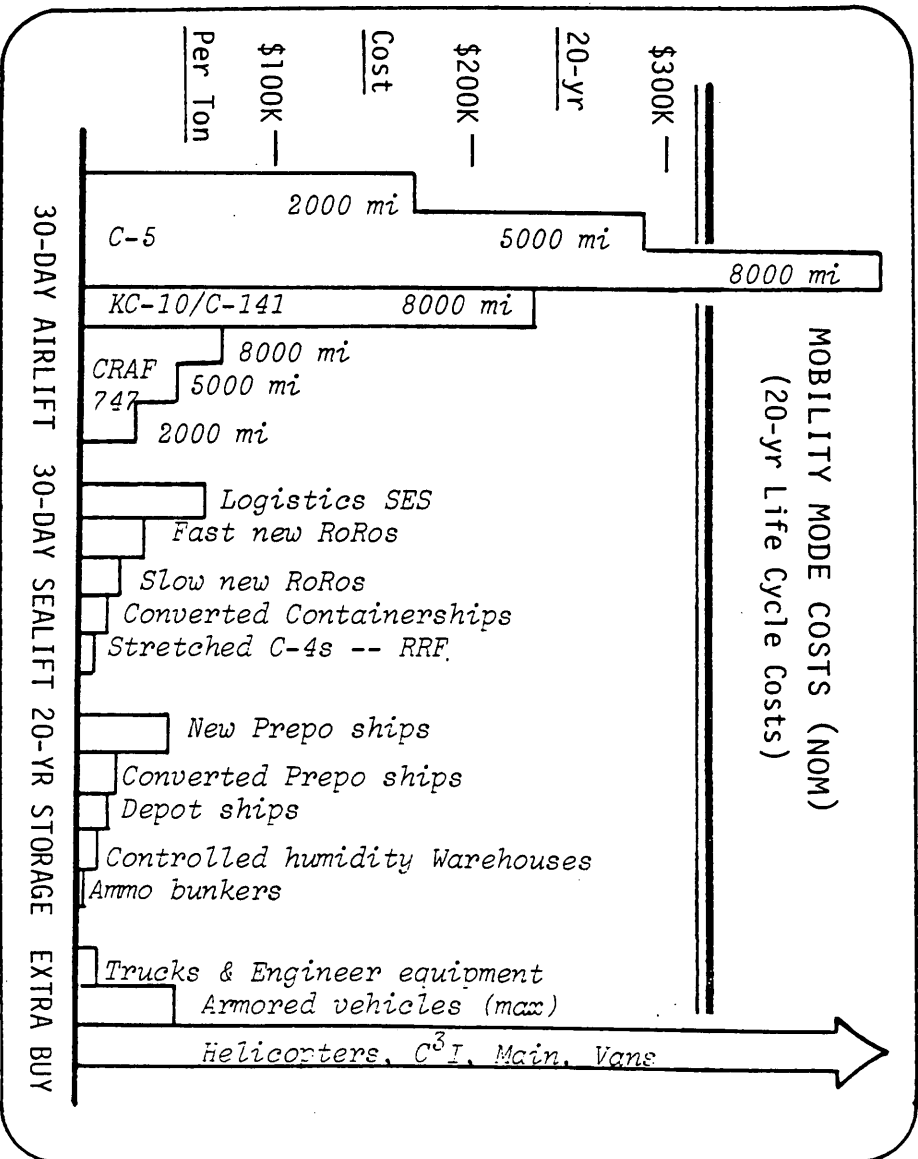 MOBILITY MODE COSTS (NOM)
(20-yr Life Cycle Costs)
$300K
20-yr
$200K
Cost
$100K
Per Ton
2000 mi
C-5
5000 mi
8000 mi
KC-10/C-141
8000 mi
8000 mi
CRAF
5000 mi
747
2000 mi
Logistics SES
Fast new RoRos
Slow new RoRos
Converted Containerships
Stretched C-4s -- RRF
New Prepo ships
Converted Prepo ships
Depot ships
Controlled humidity Warehouses
Ammo bunkers
Trucks & Engineer equipment
Armored vehicles (max)
Helicopters, C³I, Main, Vans
30-DAY AIRLIFT
30-DAY SEALIFT
20-YR STORAGE
EXTRA BUY